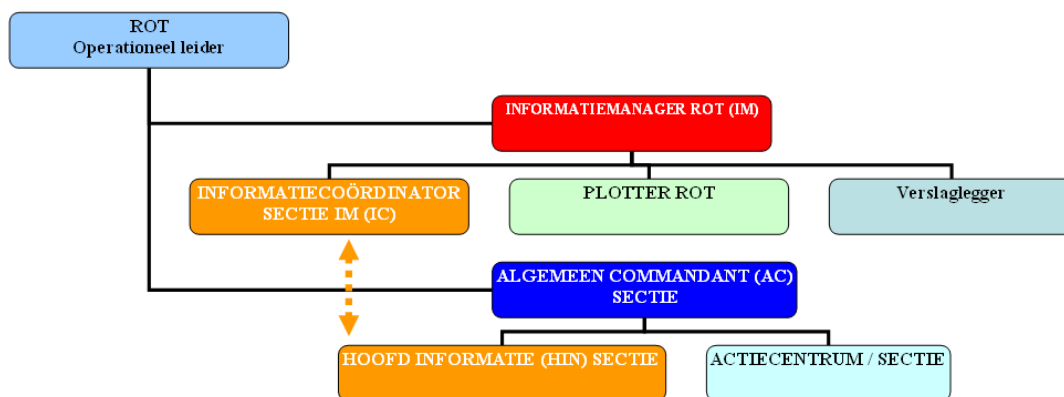 ROT
Operationeel leider
INFORMATIEMANAGER ROT (IM)
INFORMATIECOÖRDINATOR
SECTIE IM (IC)
PLOTTER ROT
Verslaglegger
ALGEMEEN COMMANDANT (AC)
SECTIE
HOOFD INFORMATIE (HIN) SECTIE
ACTIECENTRUM / SECTIE